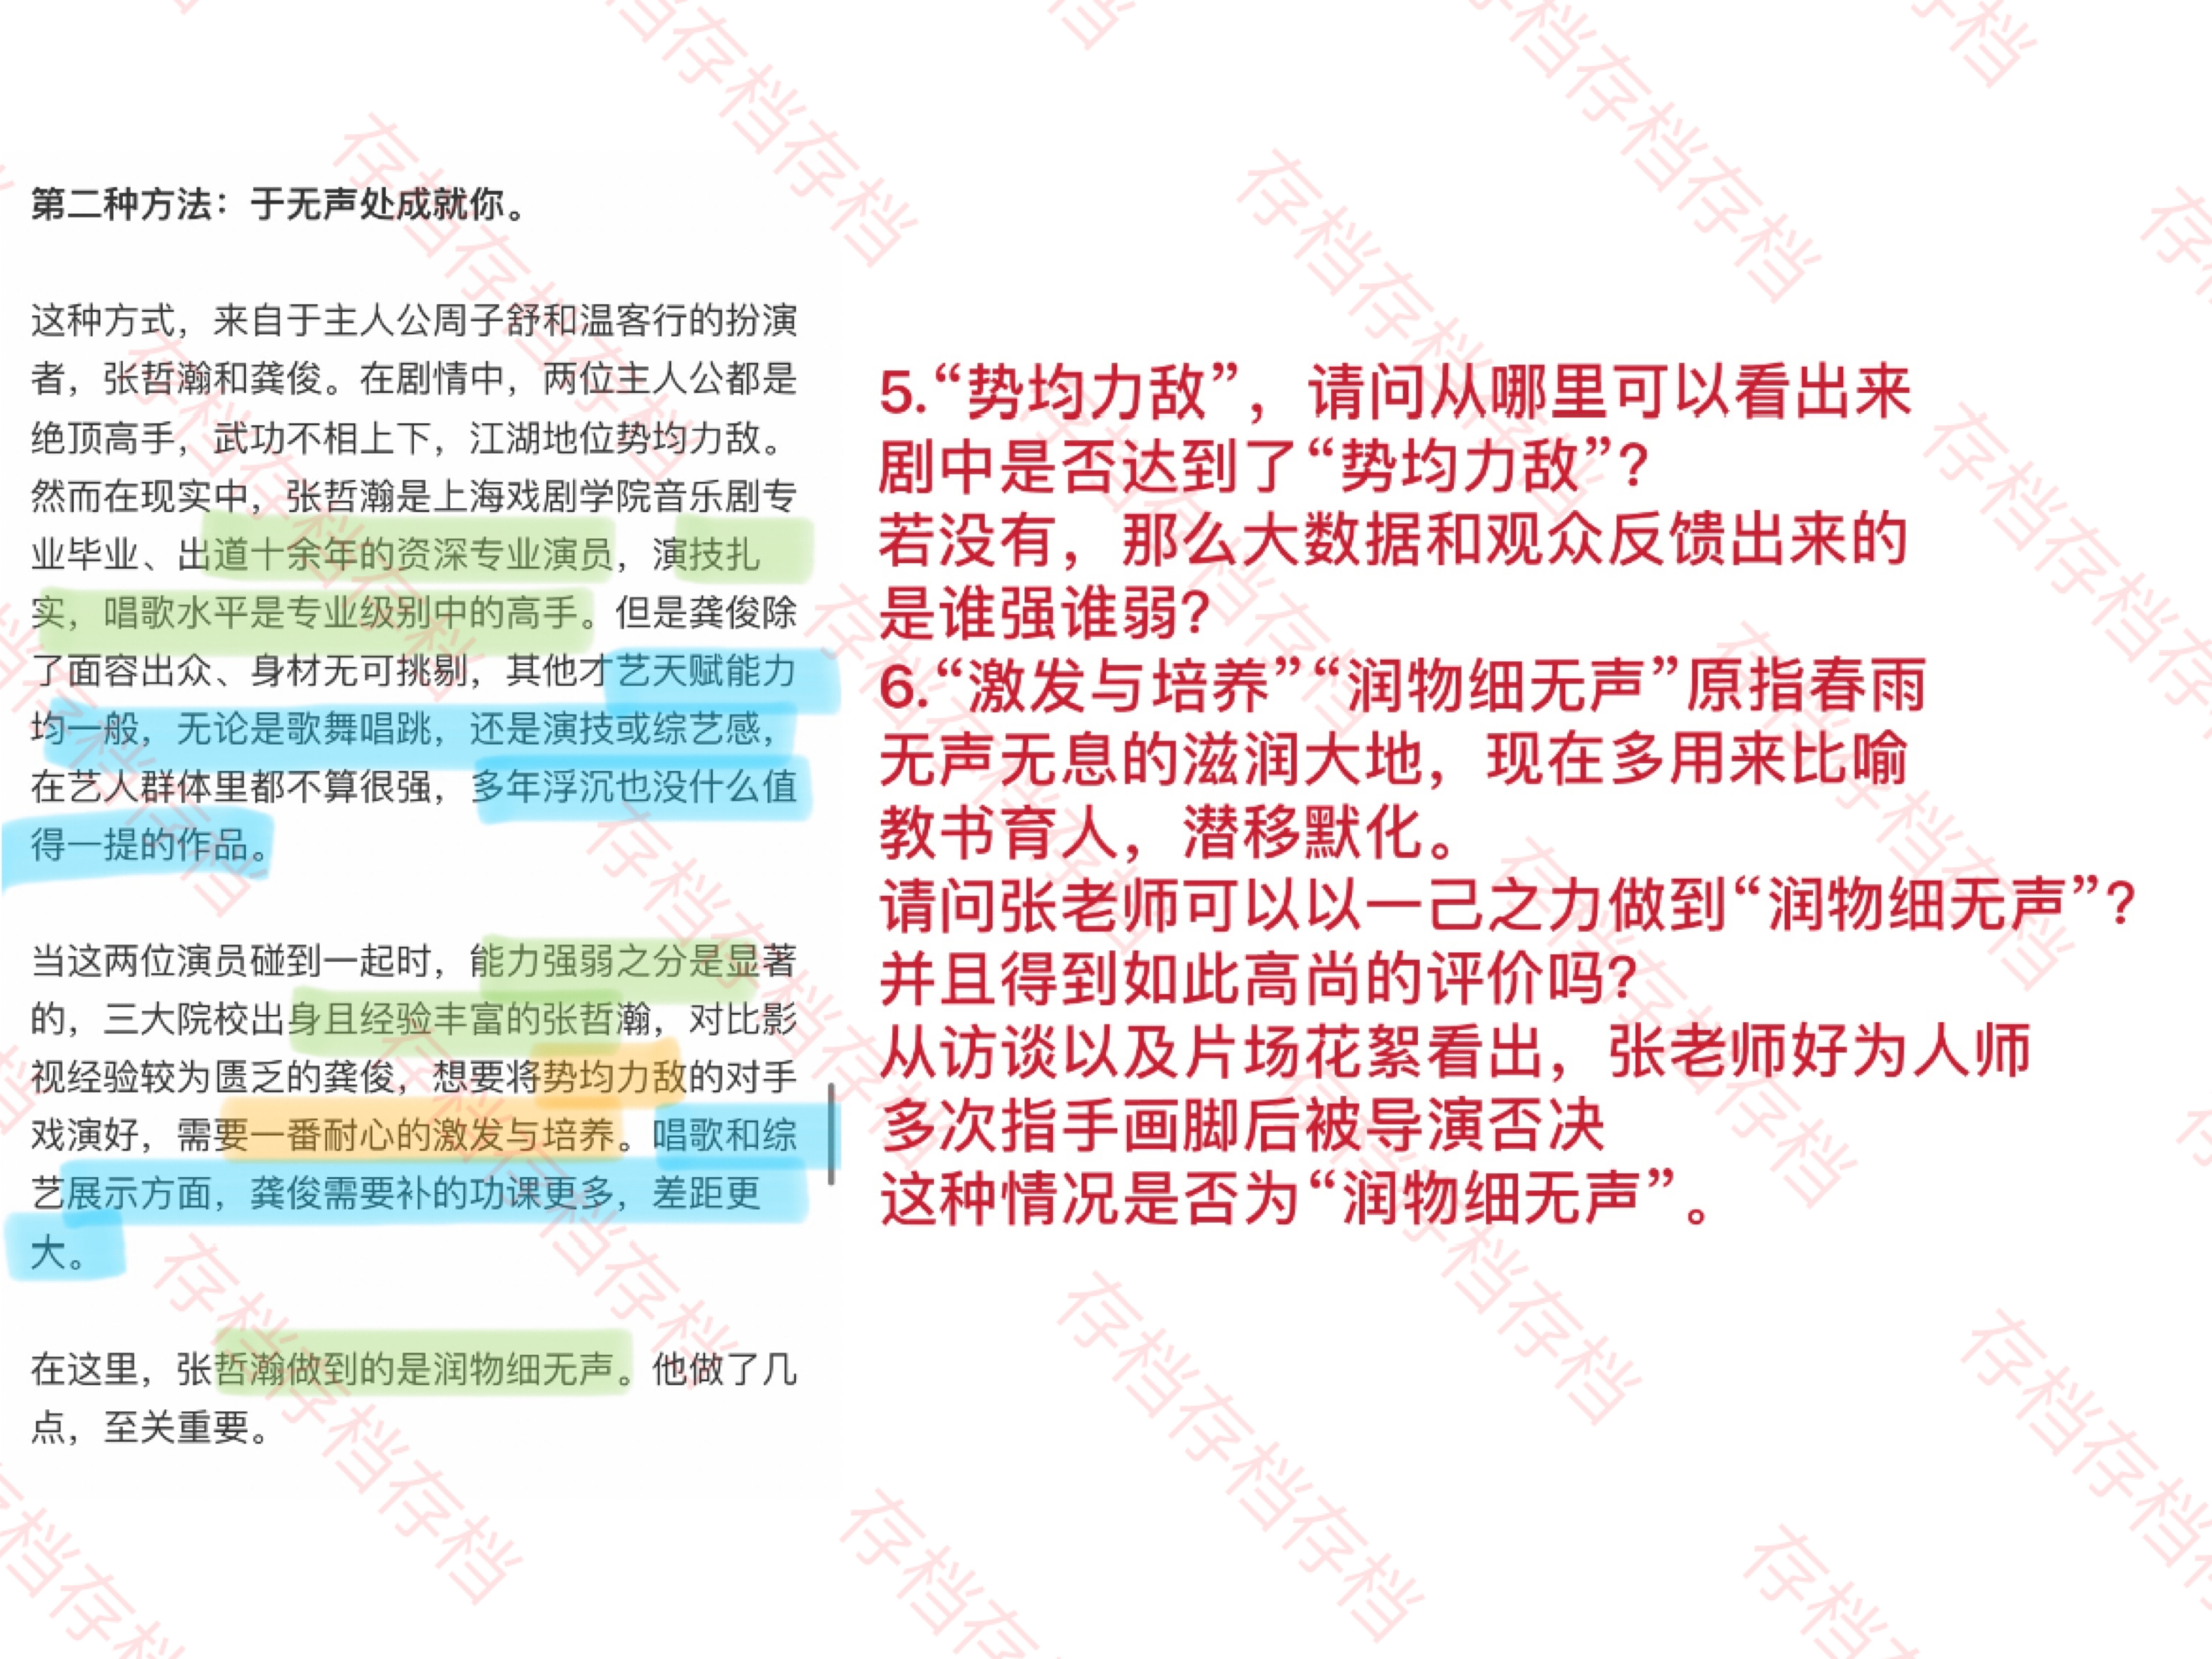 第二种方法：于无声处成就你。
这种方式，来自于主人公周子舒和温客行的扮演
者，张哲瀚和龚俊。在剧情中，两位主人公都是
绝顶高手，武功不相上下，江湖地位势均力敌。
然而在现实中，张哲瀚是上海戏剧学院音乐剧专
业毕业、出道十余年的资深专业演员，演技扎
实，唱歌水平是专业级别中的高手。但是龚俊除
了面容出众、身材无可挑剔，其他才艺天赋能力
均一般，无论是歌舞唱跳，还是演技或综艺感，
在艺人群体里都不算很强，多年浮沉也没什么值
得一提的作品。
当这两位演员碰到一起时，能力强弱之分是显著
的，三大院校出身且经验丰富的张哲瀚，对比影
视经验较为匮乏的龚俊，想要将势均力敌的对手
戏演好，需要一番耐心的激发与培养。唱歌和综
艺展示方面，龚俊需要补的功课更多，差距更
大。
在这里，张哲瀚做到的是润物细无声。他做了几
点，至关重要。
5.“势均力敌”，请问从哪里可以看出来
剧中是否达到了“势均力敌”？
若没有，那么大数据和观众反馈出来的
是谁强谁弱？
6.“激发与培养”“润物细无声”原指春雨
无声无息的滋润大地，现在多用来比喻
教书育人，潜移默化。
请问张老师可以以一己之力做到“润物细无声”？
并且得到如此高尚的评价吗？
从访谈以及片场花絮看出，张老师好为人师
多次指手画脚后被导演否决
这种情况是否为“润物细无声”。
存档存档存档存档